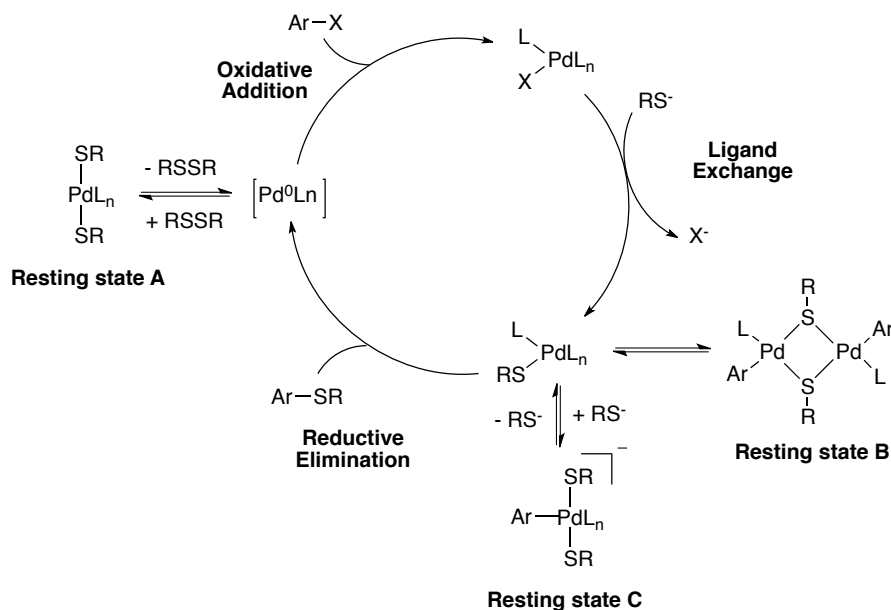 Ar—X
Oxidative
Addition
L
PdLn
X
RS-
Ligand
Exchange
X-
SR
PdLn
SR
- RSSR
+ RSSR
[Pd0Ln]
Resting state A
L
PdLn
RS
Ar—SR
Reductive
Elimination
- RS-
+ RS-
R
S
L
Ar
Pd
Pd
Ar
L
S
R
Resting state B
SR
–
Ar—PdLn
SR
Resting state C